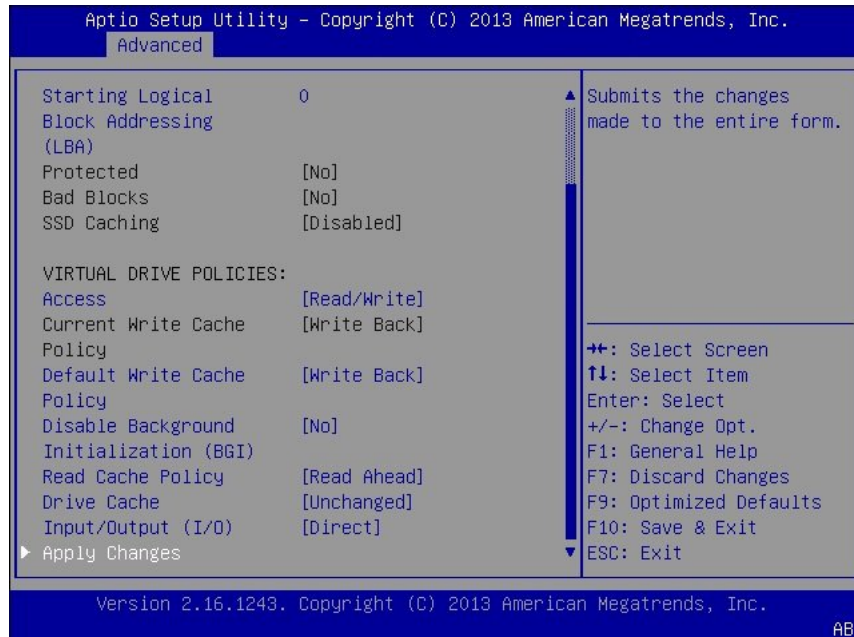 Aptio Setup Utility – Copyright (C) 2013 American Megatrends, Inc.
Advanced
Starting Logical 0
Block Addressing
(LBA)
Protected [No]
Bad Blocks [No]
SSD Caching [Disabled]
VIRTUAL DRIVE POLICIES:
Access [Read/Write]
Current Write Cache [Write Back]
Policy
Default Write Cache [Write Back]
Policy
Disable Background [No]
Initialization (BGI)
Read Cache Policy [Read Ahead]
Drive Cache [Unchanged]
Input/Output (I/O) [Direct]
Apply Changes
Submits the changes
made to the entire form.
→←: Select Screen
↑↓: Select Item
Enter: Select
+/-: Change Opt.
F1: General Help
F7: Discard Changes
F9: Optimized Defaults
F10: Save & Exit
ESC: Exit
Version 2.16.1243. Copyright (C) 2013 American Megatrends, Inc.
AB